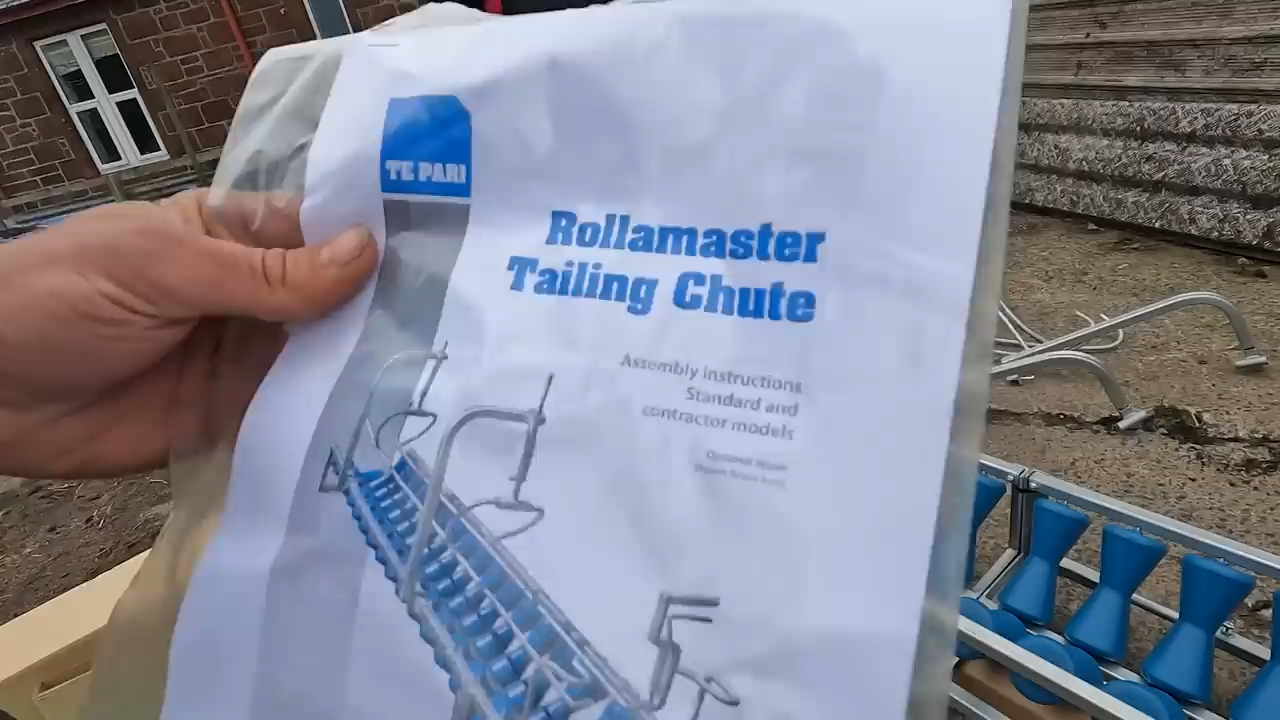 TE PARI
Rollamaster
Tailing Chute
Assembly instructions
Standard and
contractor models